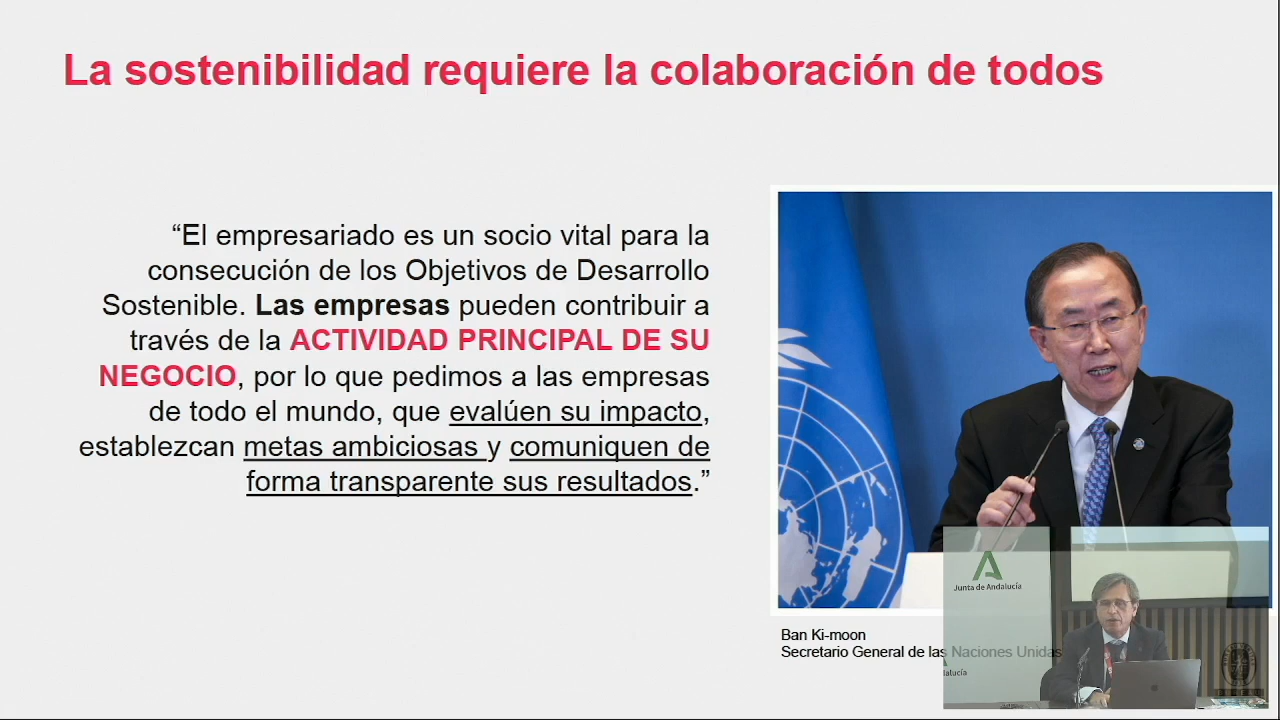 La sostenibilidad requiere la colaboración de todos
“El empresariado es un socio vital para la
consecución de los Objetivos de Desarrollo
Sostenible. Las empresas pueden contribuir a
través de la ACTIVIDAD PRINCIPAL DE SU
NEGOCIO, por lo que pedimos a las empresas
de todo el mundo, que evalúen su impacto,
establezcan metas ambiciosas y comuniquen de
forma transparente sus resultados.”
Ban Ki-moon
Secretario General de las Naciones Unidas
Junta de Andalucía